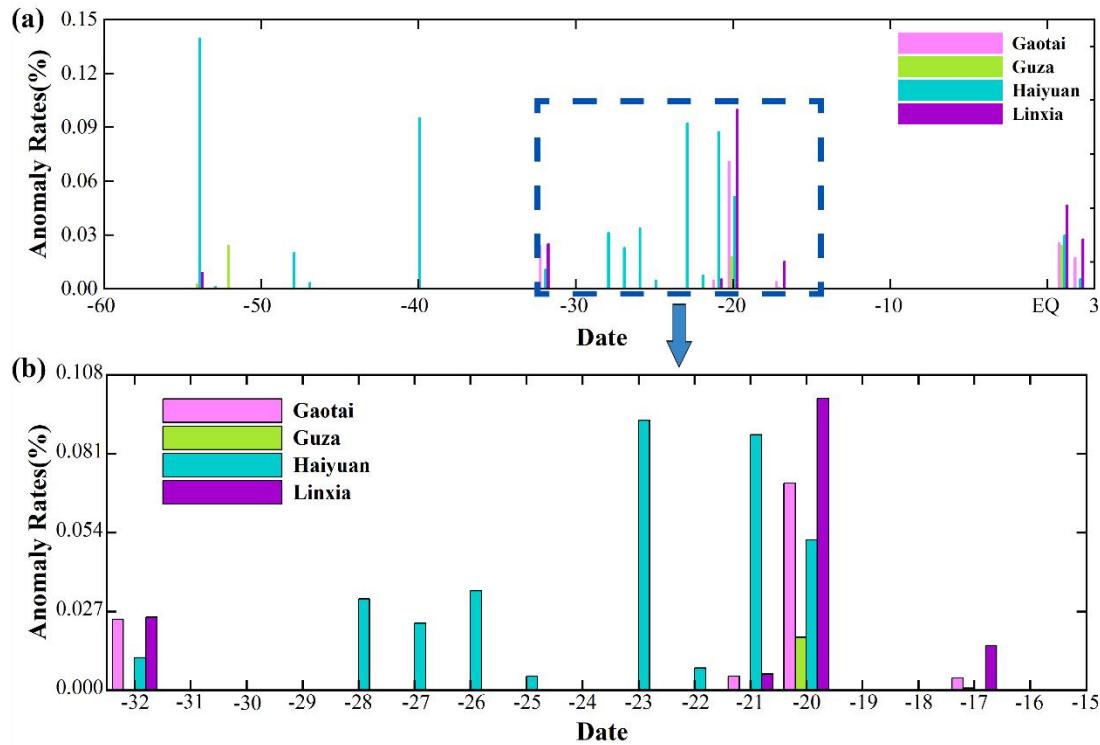 (a)
Anomaly Rates(%)
0.15
0.12
0.09
0.06
0.03
0.00
Gaotai
Guza
Haiyuan
Linxia
-60 -50 -40 -30 -20 -10 EQ 3
Date
(b)
Anomaly Rates(%)
0.108
0.081
0.054
0.027
0.000
Gaotai
Guza
Haiyuan
Linxia
-32 -31 -30 -29 -28 -27 -26 -25 -24 -23 -22 -21 -20 -19 -18 -17 -16 -15
Date